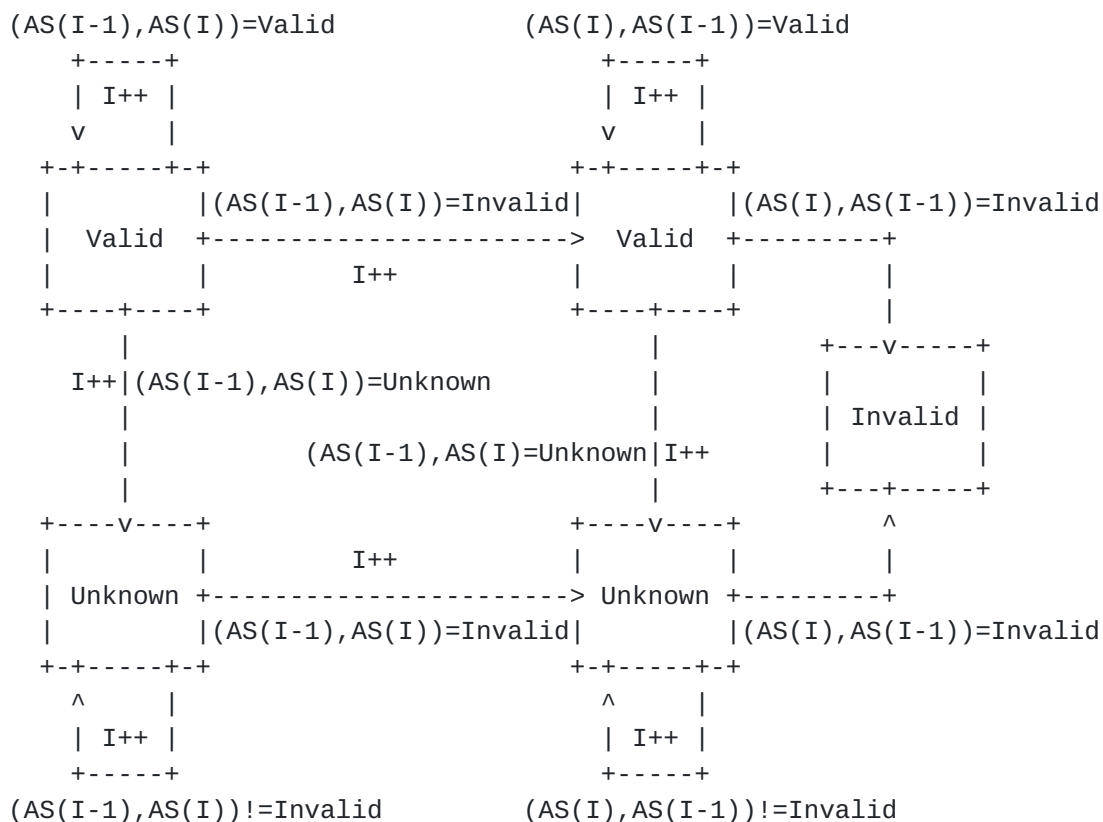 (AS(I-1),AS(I))=Valid            (AS(I),AS(I-1))=Valid
    +-----+                          +-----+
    | I++ |                          | I++ |
    v     |                          v     |
  +-+-----+-+                      +-+-----+-+
  |         |(AS(I-1),AS(I))=Invalid|         |(AS(I),AS(I-1))=Invalid
  |  Valid  +-----------------------> Valid  +---------+
  |         |         I++           |         |         |
  +----+----+                      +----+----+         |
       |                                |          +---v-----+
    I++|(AS(I-1),AS(I))=Unknown         |          |         |
       |                                |          | Invalid |
       |          (AS(I-1),AS(I)=Unknown|I++       |         |
       |                                |          +---+-----+
  +----v----+                      +----v----+         ^
  |         |         I++          |         |         |
  | Unknown +-----------------------> Unknown +---------+
  |         |(AS(I-1),AS(I))=Invalid|         |(AS(I),AS(I-1))=Invalid
  +-+-----+-+                      +-+-----+-+
    ^     |                          ^     |
    | I++ |                          | I++ |
    +-----+                          +-----+
(AS(I-1),AS(I))!=Invalid         (AS(I),AS(I-1))!=Invalid